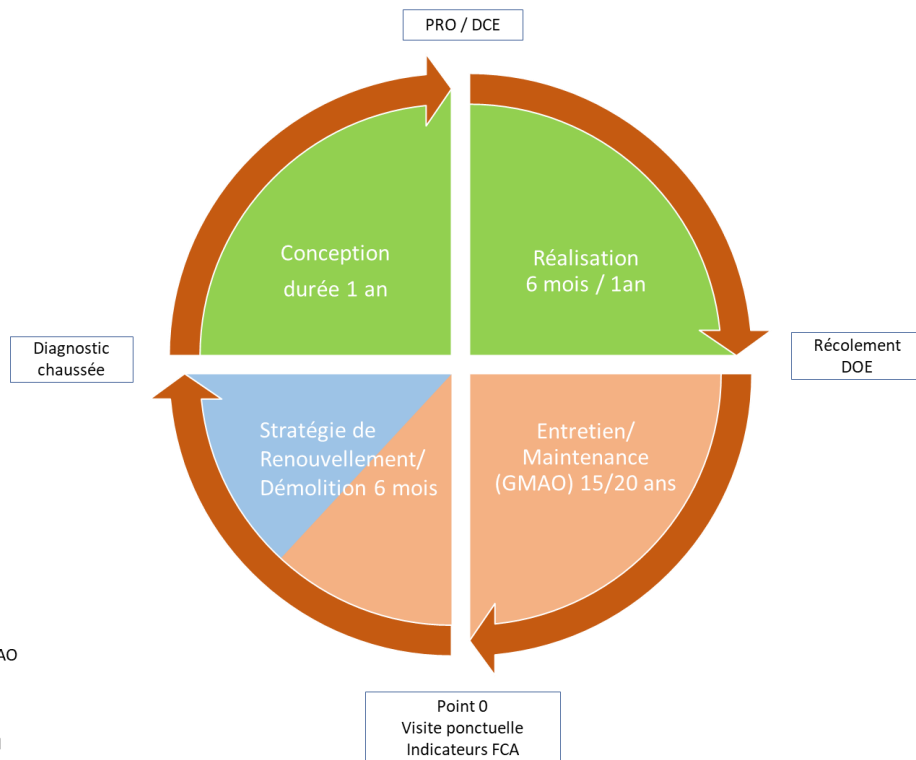 PRO / DCE
Conception
durée 1 an
Réalisation
6 mois / 1an
Diagnostic
chaussée
Récolement
DOE
Stratégie de
Renouvellement/
Démolition 6 mois
Entretien/
Maintenance
(GMAO) 15/20 ans
AO
Point 0
Visite ponctuelle
Indicateurs FCA